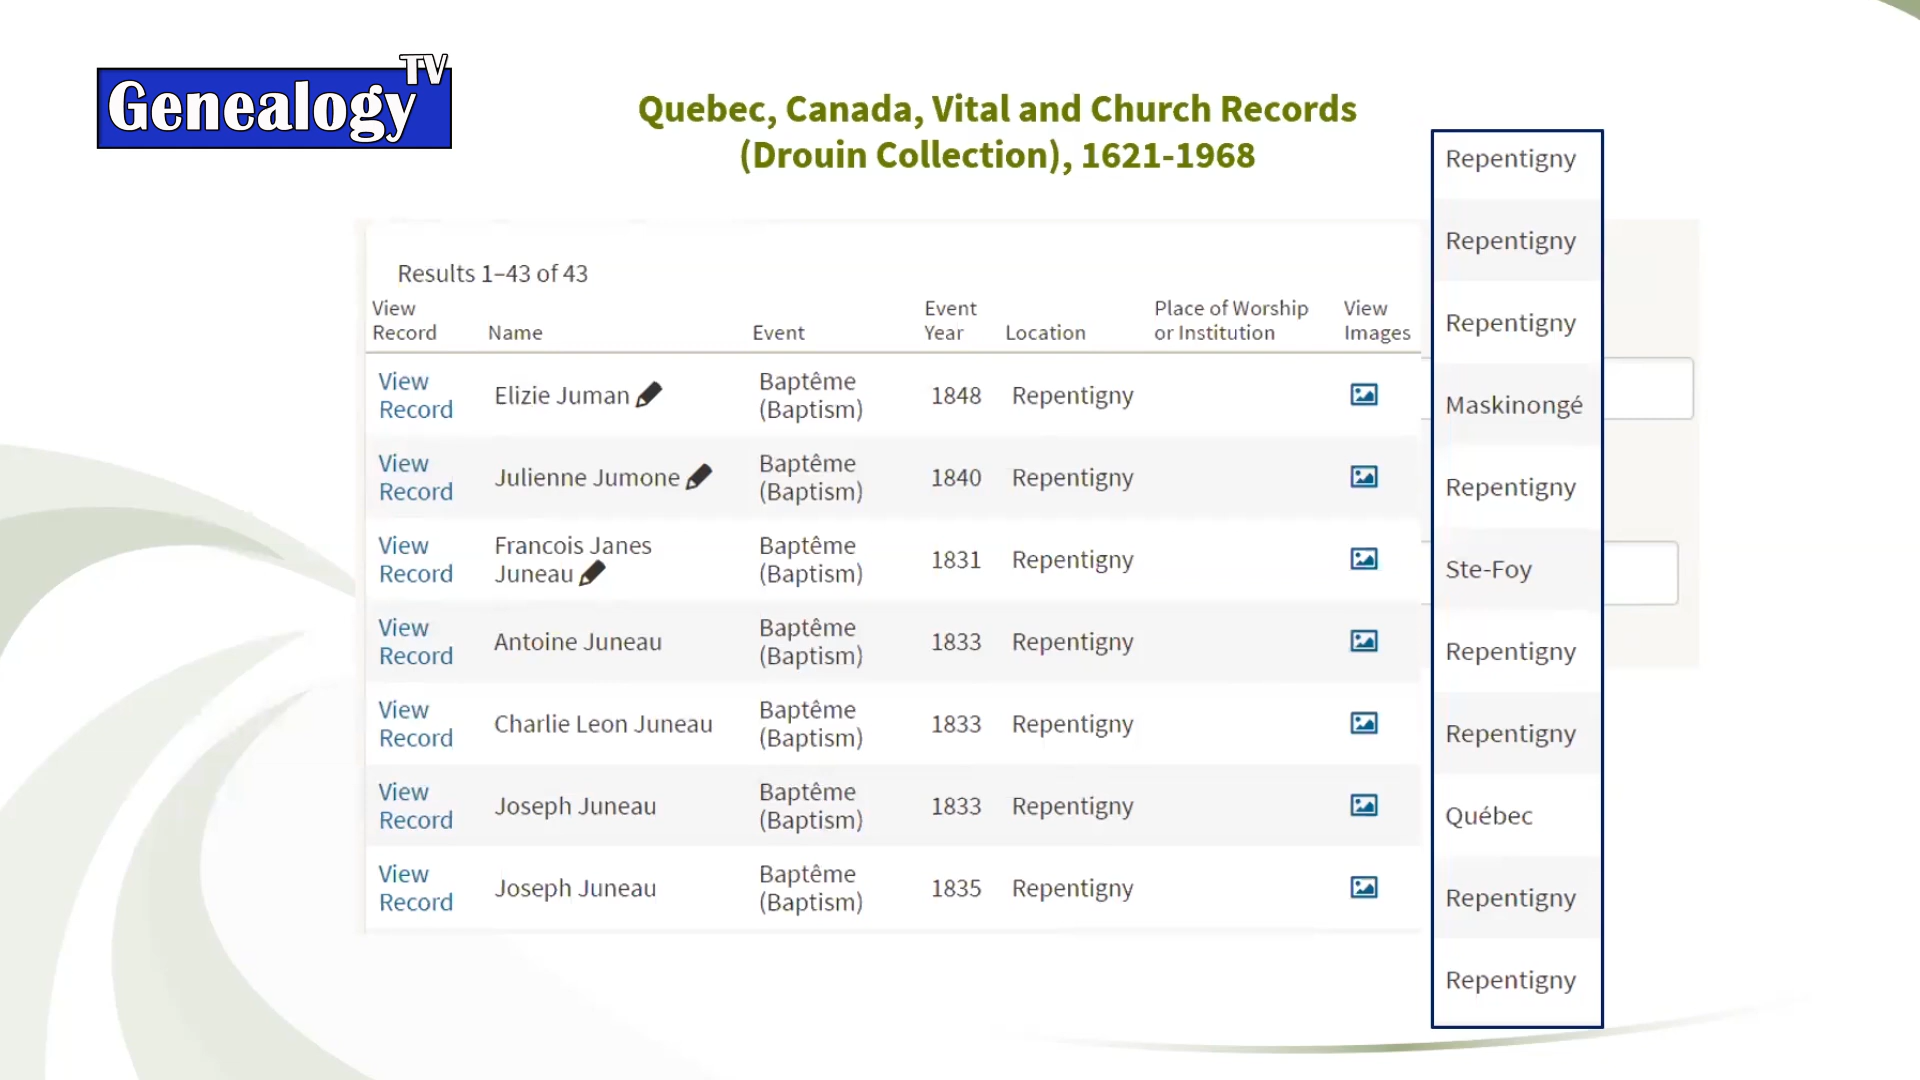 Genealogy TV
Quebec, Canada, Vital and Church Records
(Drouin Collection), 1621-1968
Results 1–43 of 43
View Record Name Event Event Year Location Place of Worship or Institution View Images
View Record Elizie Juman Baptême (Baptism) 1848 Repentigny
View Record Julienne Jumone Baptême (Baptism) 1840 Repentigny
View Record Francois Janes Juneau Baptême (Baptism) 1831 Repentigny
View Record Antoine Juneau Baptême (Baptism) 1833 Repentigny
View Record Charlie Leon Juneau Baptême (Baptism) 1833 Repentigny
View Record Joseph Juneau Baptême (Baptism) 1833 Repentigny
View Record Joseph Juneau Baptême (Baptism) 1835 Repentigny
Repentigny
Repentigny
Repentigny
Maskinongé
Repentigny
Ste-Foy
Repentigny
Repentigny
Québec
Repentigny
Repentigny